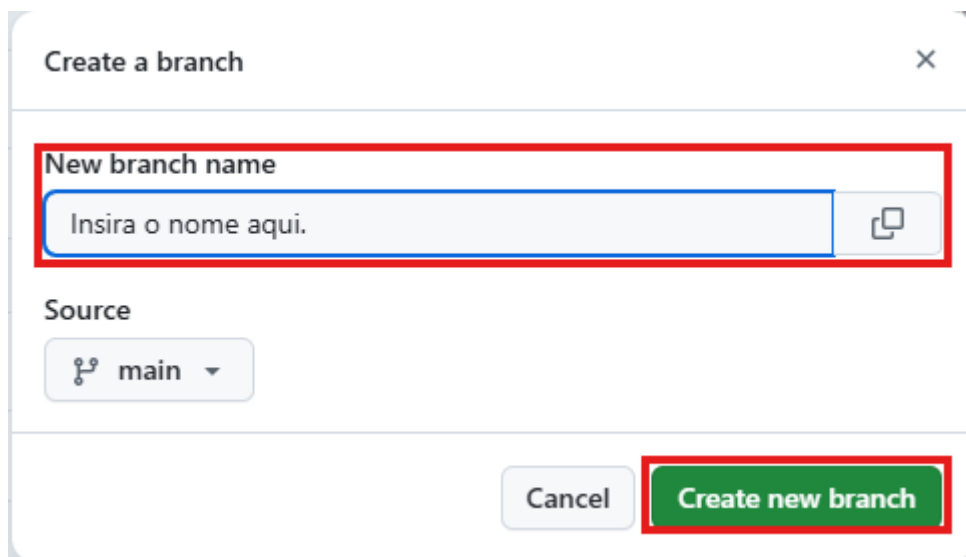 Create a branch
New branch name
Insira o nome aqui.
Source
main
Cancel
Create new branch